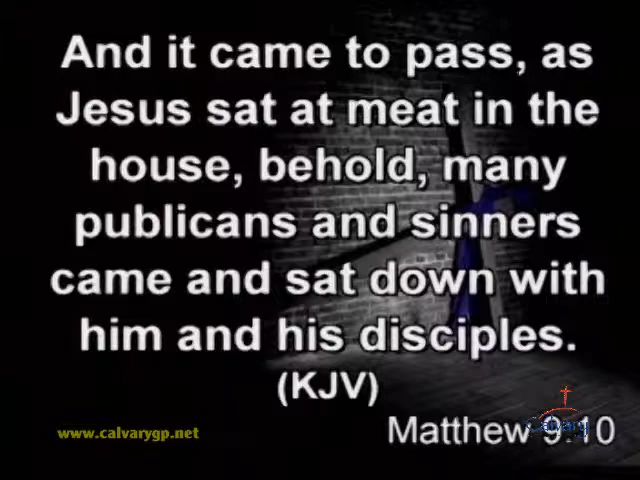 And it came to pass, as
Jesus sat at meat in the
house, behold, many
publicans and sinners
came and sat down with
him and his disciples.
(KJV)
Matthew 9:10
www.calvarygp.net
Calvary